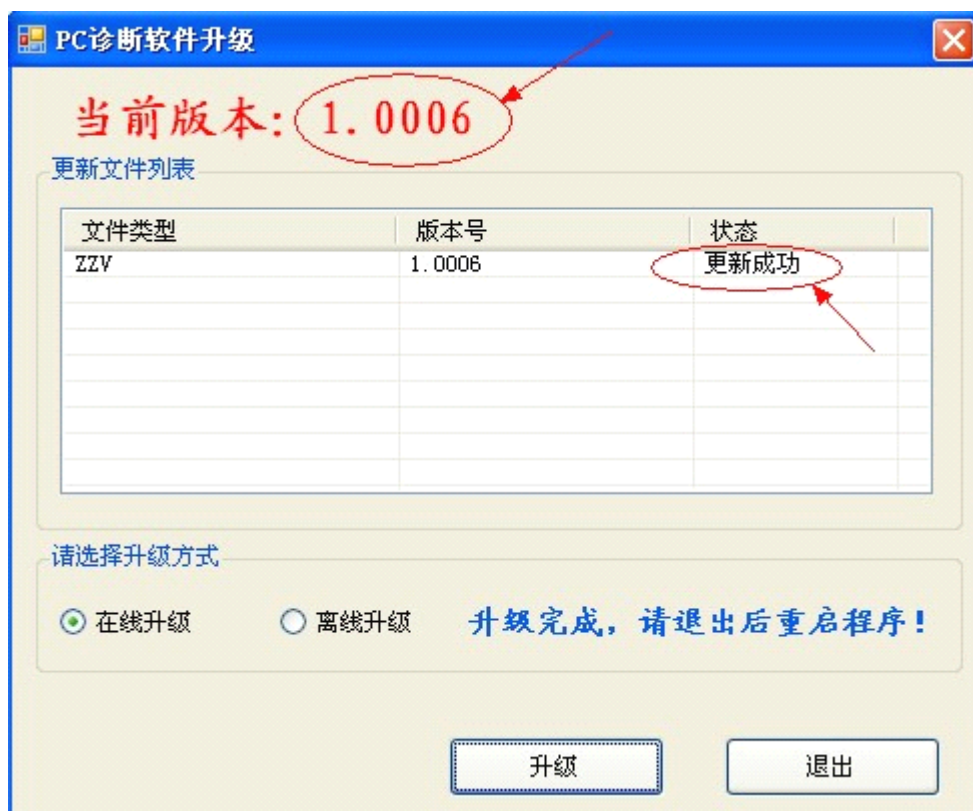 PC诊断软件升级
当前版本: 1.0006
更新文件列表
文件类型 版本号 状态
ZZV 1.0006 更新成功
请选择升级方式
在线升级 离线升级 升级完成，请退出后重启程序！
升级 退出